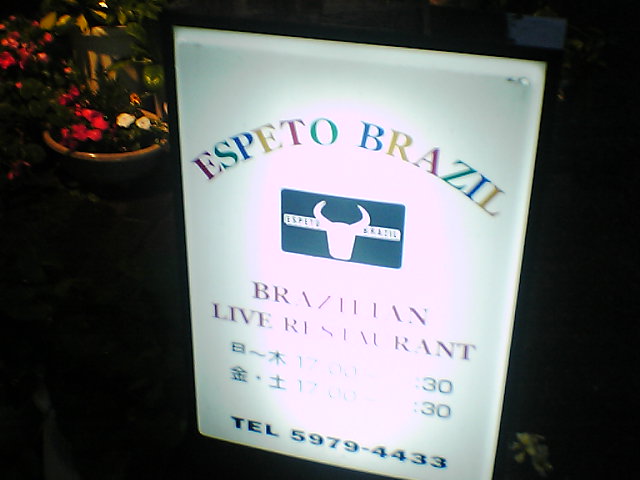 ESPETO BRAZIL
ESPETO BRAZIL
BRAZILIAN
LIVE RESTAURANT
日〜木 17:00 :30
金・土 17:00 :30
TEL 5979-4433